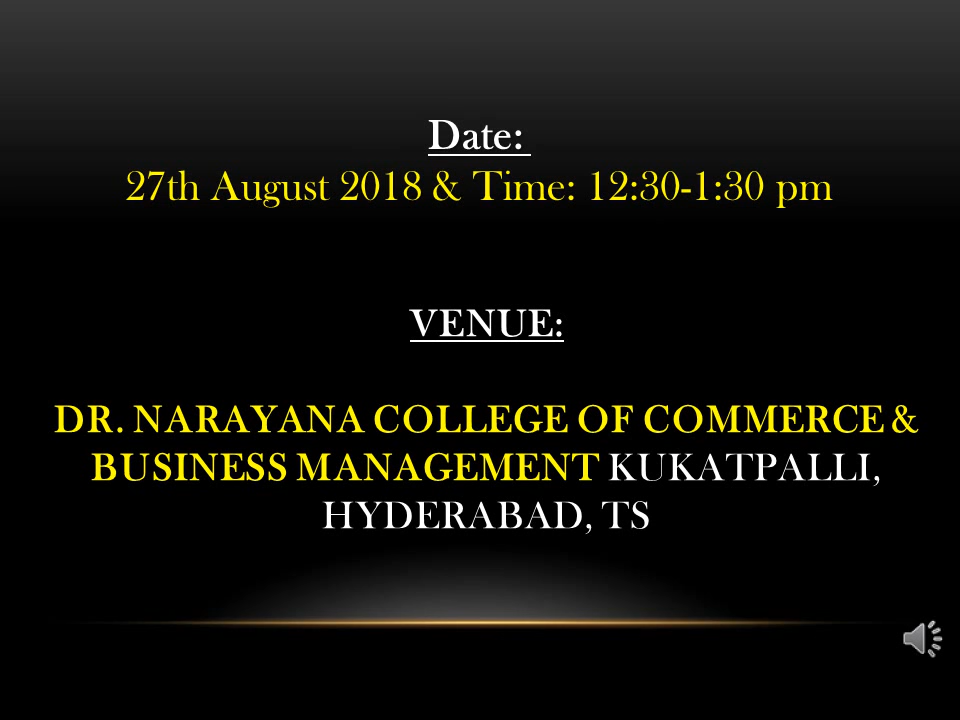 Date:
27th August 2018 & Time: 12:30-1:30 pm
VENUE:
DR. NARAYANA COLLEGE OF COMMERCE &
BUSINESS MANAGEMENT KUKATPALLI,
HYDERABAD, TS